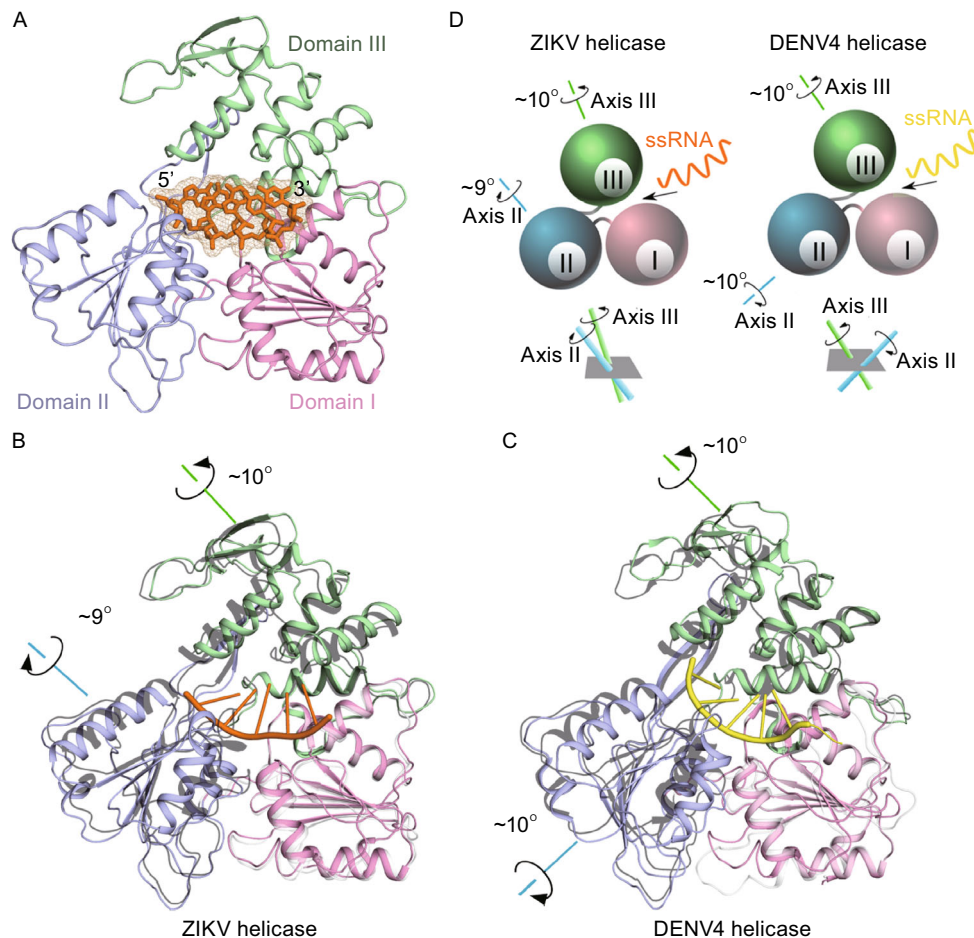 A
Domain III
5’
3’
Domain II
Domain I
D
ZIKV helicase
DENV4 helicase
~10°
Axis III
ssRNA
III
~9°
Axis II
II
I
Axis III
Axis II
~10°
Axis III
ssRNA
III
II
I
~10°
Axis II
Axis III
Axis II
B
~10°
~9°
ZIKV helicase
C
~10°
~10°
DENV4 helicase